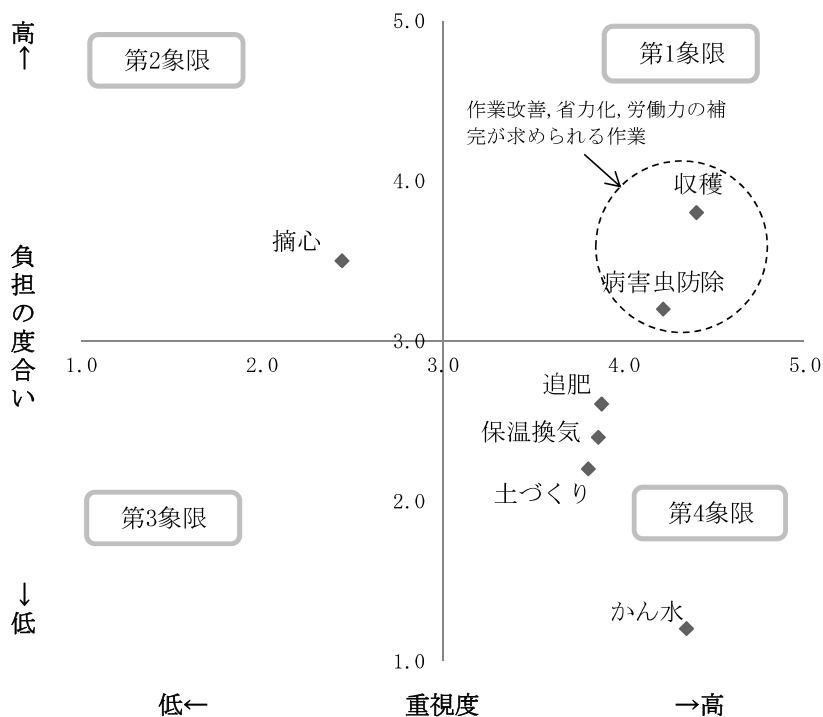 高
↑
5.0
第2象限
第1象限
作業改善,省力化,労働力の補
完が求められる作業
4.0
収穫
摘心
病害虫防除
負担の度合い
3.0
1.0
2.0
3.0
4.0
5.0
追肥
保温換気
土づくり
2.0
第3象限
第4象限
↓
低
かん水
1.0
低←
重視度
→高